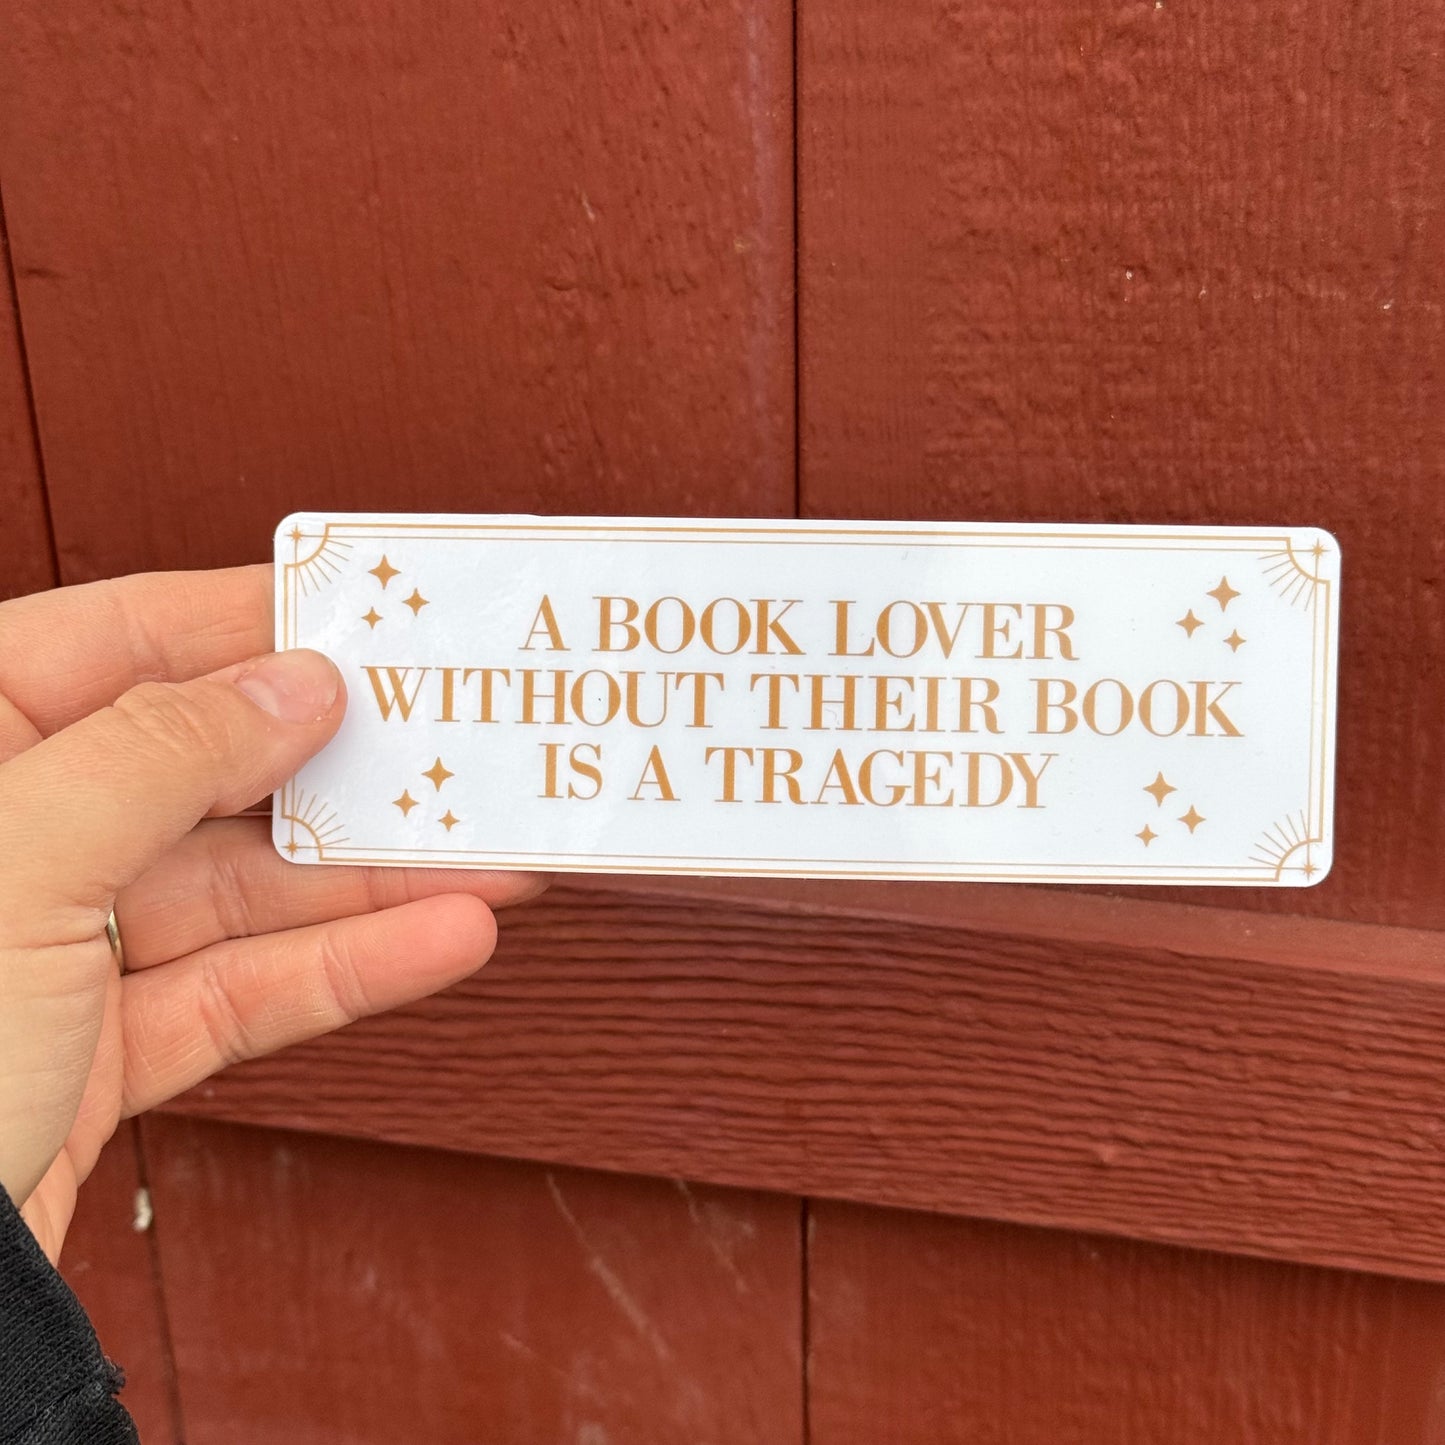 A BOOK LOVER
WITHOUT THEIR BOOK
IS A TRAGEDY